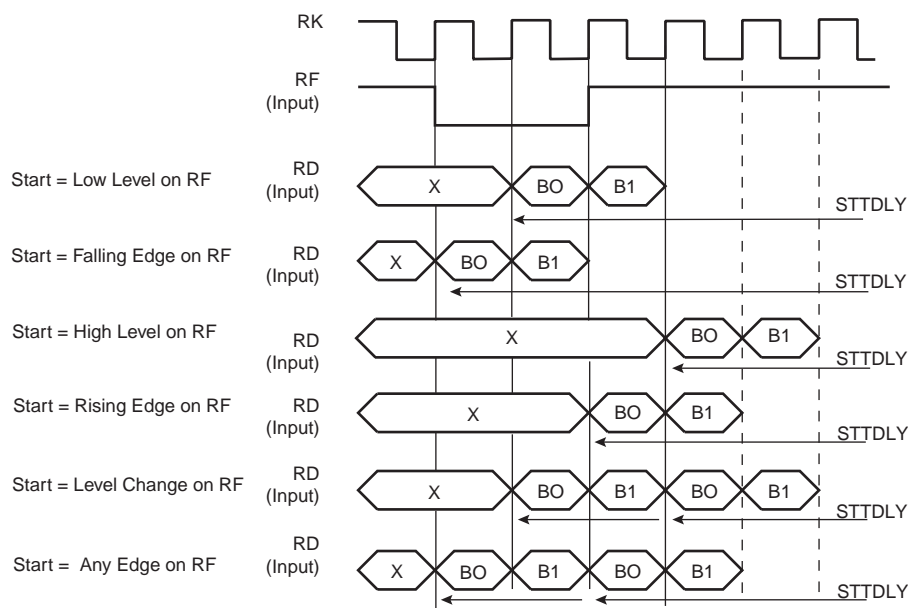 RK
RF
(Input)
Start = Low Level on RF
RD
(Input)
X
BO
B1
STTDLY
Start = Falling Edge on RF
RD
(Input)
X
BO
B1
STTDLY
Start = High Level on RF
RD
(Input)
X
BO
B1
STTDLY
Start = Rising Edge on RF
RD
(Input)
X
BO
B1
STTDLY
Start = Level Change on RF
RD
(Input)
X
BO
B1
BO
B1
STTDLY
Start = Any Edge on RF
RD
(Input)
X
BO
B1
BO
B1
STTDLY